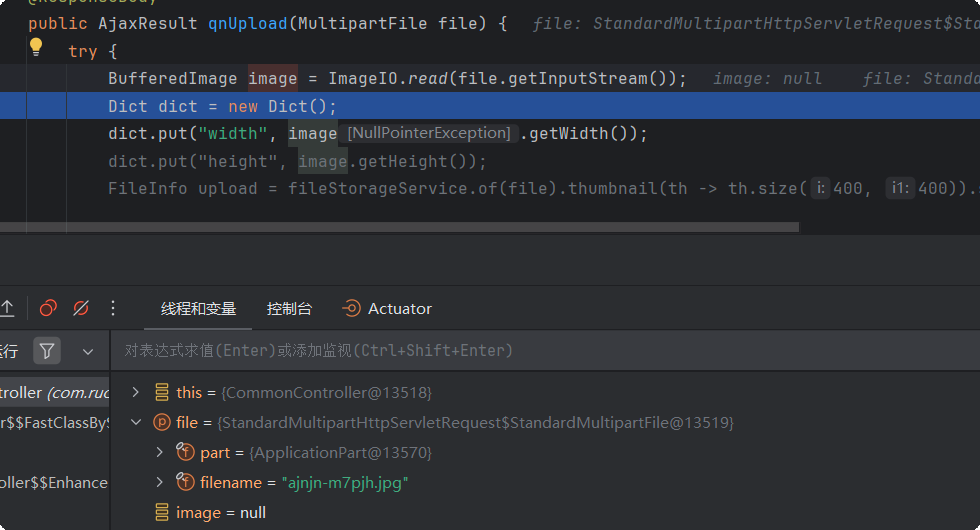 @ResponseBody
public AjaxResult qnUpload(MultipartFile file) { file: StandardMultipartHttpServletRequest$Sta
try {
BufferedImage image = ImageIO.read(file.getInputStream()); image: null file: Standa
Dict dict = new Dict();
dict.put("width", image [NullPointerException] .getWidth());
dict.put("height", image.getHeight());
FileInfo upload = fileStorageService.of(file).thumbnail(th -> th.size( i: 400, i1: 400)).
线程和变量 控制台 Actuator
运行 对表达式求值(Enter)或添加监视(Ctrl+Shift+Enter)
troller (com.ruo this = {CommonController@13518}
r$$FastClassByS file = {StandardMultipartHttpServletRequest$StandardMultipartFile@13519}
part = {ApplicationPart@13570}
oller$$Enhance filename = "ajnjn-m7pjh.jpg"
image = null